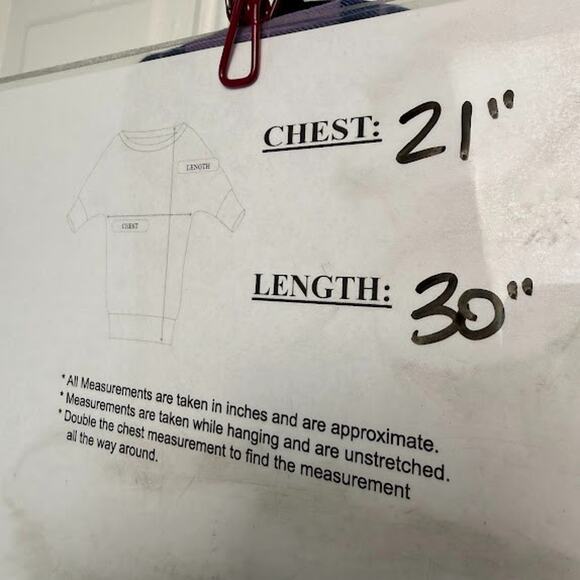 CHEST: 21"
LENGTH
CHEST
LENGTH: 30"
* All Measurements are taken in inches and are approximate.
* Measurements are taken while hanging and are unstretched.
* Double the chest measurement to find the measurement
all the way around.